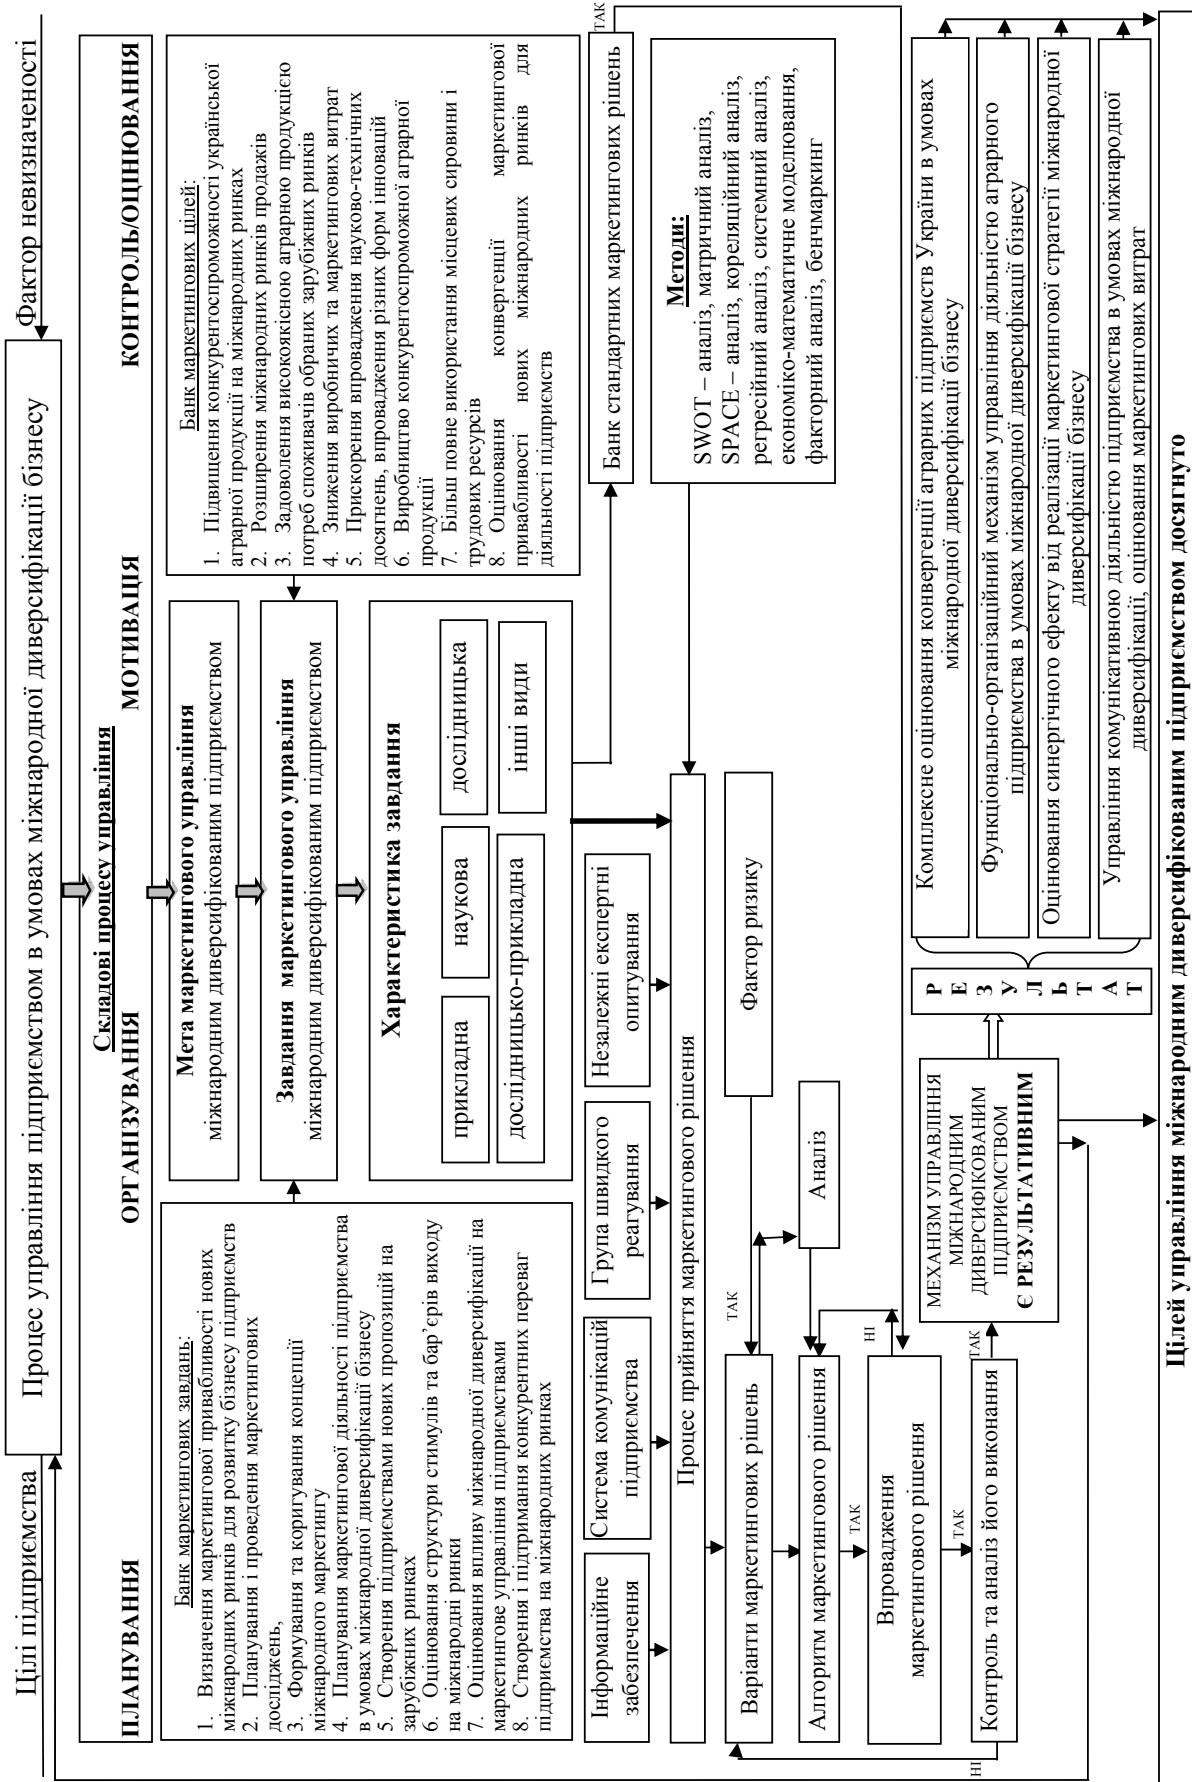 Цілі підприємства
Процес управління підприємством в умовах міжнародної диверсифікації бізнесу
Фактор невизначеності
Складові процесу управління
ПЛАНУВАННЯ
ОРГАНІЗУВАННЯ
МОТИВАЦІЯ
КОНТРОЛЬ/ОЦІНЮВАННЯ
Банк маркетингових завдань:
1. Визначення маркетингової привабливості нових
міжнародних ринків для розвитку бізнесу підприємств
2. Планування і проведення маркетингових
досліджень,
3. Формування та коригування концепції
міжнародного маркетингу
4. Планування маркетингової діяльності підприємства
в умовах міжнародної диверсифікації бізнесу
5. Створення підприємствами нових пропозицій на
зарубіжних ринках
6. Оцінювання структури стимулів та бар’єрів виходу
на міжнародні ринки
7. Оцінювання впливу міжнародної диверсифікації на
маркетингове управління підприємствами
8. Створення і підтримання конкурентних переваг
підприємства на міжнародних ринках
Мета маркетингового управління
міжнародним диверсифікованим підприємством
Завдання маркетингового управління
міжнародним диверсифікованим підприємством
Характеристика завдання
прикладна
наукова
дослідницька
дослідницько-прикладна
інші види
Банк маркетингових цілей:
1. Підвищення конкурентоспроможності української
аграрної продукції на міжнародних ринках
2. Розширення міжнародних ринків продажів
3. Задоволення високоякісною аграрною продукцією
потреб споживачів обраних зарубіжних ринків
4. Зниження виробничих та маркетингових витрат
5. Прискорення впровадження науково-технічних
досягнень, впровадження різних форм інновацій
6. Виробництво конкурентоспроможної аграрної
продукції
7. Більш повне використання місцевих сировини і
трудових ресурсів
8. Оцінювання конвергенції маркетингової
привабливості нових міжнародних ринків для
діяльності підприємств
Інформаційне
забезпечення
Система комунікацій
підприємства
Група швидкого
реагування
Незалежні експертні
опитування
Банк стандартних маркетингових рішень
ТАК
Процес прийняття маркетингового рішення
Методи:
SWOT – аналіз, матричний аналіз,
SPACE – аналіз, кореляційний аналіз,
регресійний аналіз, системний аналіз,
економіко-математичне моделювання,
факторний аналіз, бенчмаркинг
Варіанти маркетингових рішень
ТАК
Фактор ризику
Алгоритм маркетингового рішення
Аналіз
ТАК
НІ
Впровадження
маркетингового рішення
ТАК
Контроль та аналіз його виконання
НІ
ТАК
МЕХАНІЗМ УПРАВЛІННЯ
МІЖНАРОДНИМ
ДИВЕРСИФІКОВАНИМ
ПІДПРИЄМСТВОМ
Є РЕЗУЛЬТАТИВНИМ
Р
Е
З
У
Л
Ь
Т
А
Т
Комплексне оцінювання конвергенції аграрних підприємств України в умовах
міжнародної диверсифікації бізнесу
Функціонально-організаційний механізм управління діяльністю аграрного
підприємства в умовах міжнародної диверсифікації бізнесу
Оцінювання синергічного ефекту від реалізації маркетингової стратегії міжнародної
диверсифікації бізнесу
Управління комунікативною діяльністю підприємства в умовах міжнародної
диверсифікації, оцінювання маркетингових витрат
Цілей управління міжнародним диверсифікованим підприємством досягнуто